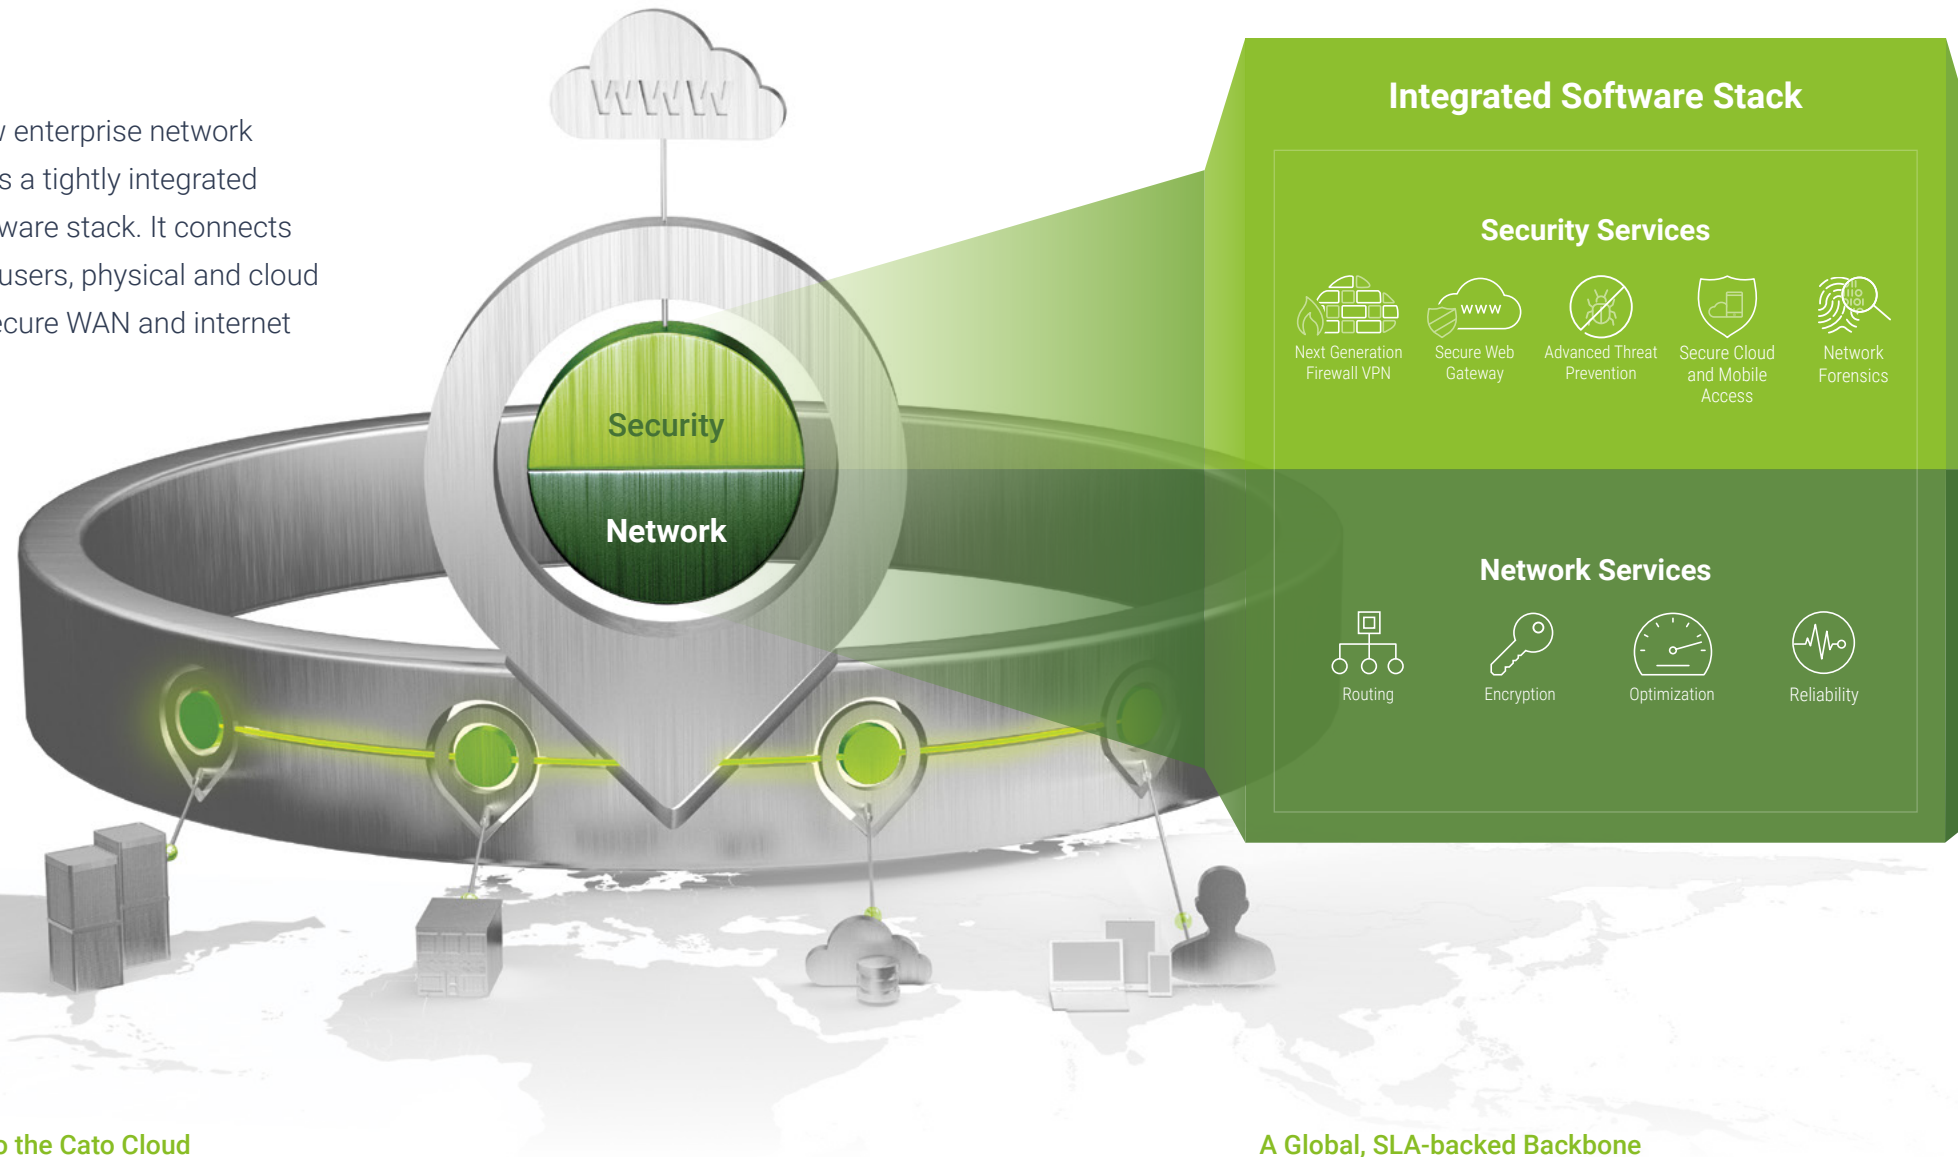 enterprise network
s a tightly integrated
ware stack. It connects
users, physical and cloud
ecure WAN and internet
WWW
Security
Network
Integrated Software Stack
Security Services
Next Generation
Firewall VPN
www
Secure Web
Gateway
Advanced Threat
Prevention
Secure Cloud
and Mobile
Access
Network
Forensics
Network Services
Routing
Encryption
Optimization
Reliability
o the Cato Cloud
A Global, SLA-backed Backbone